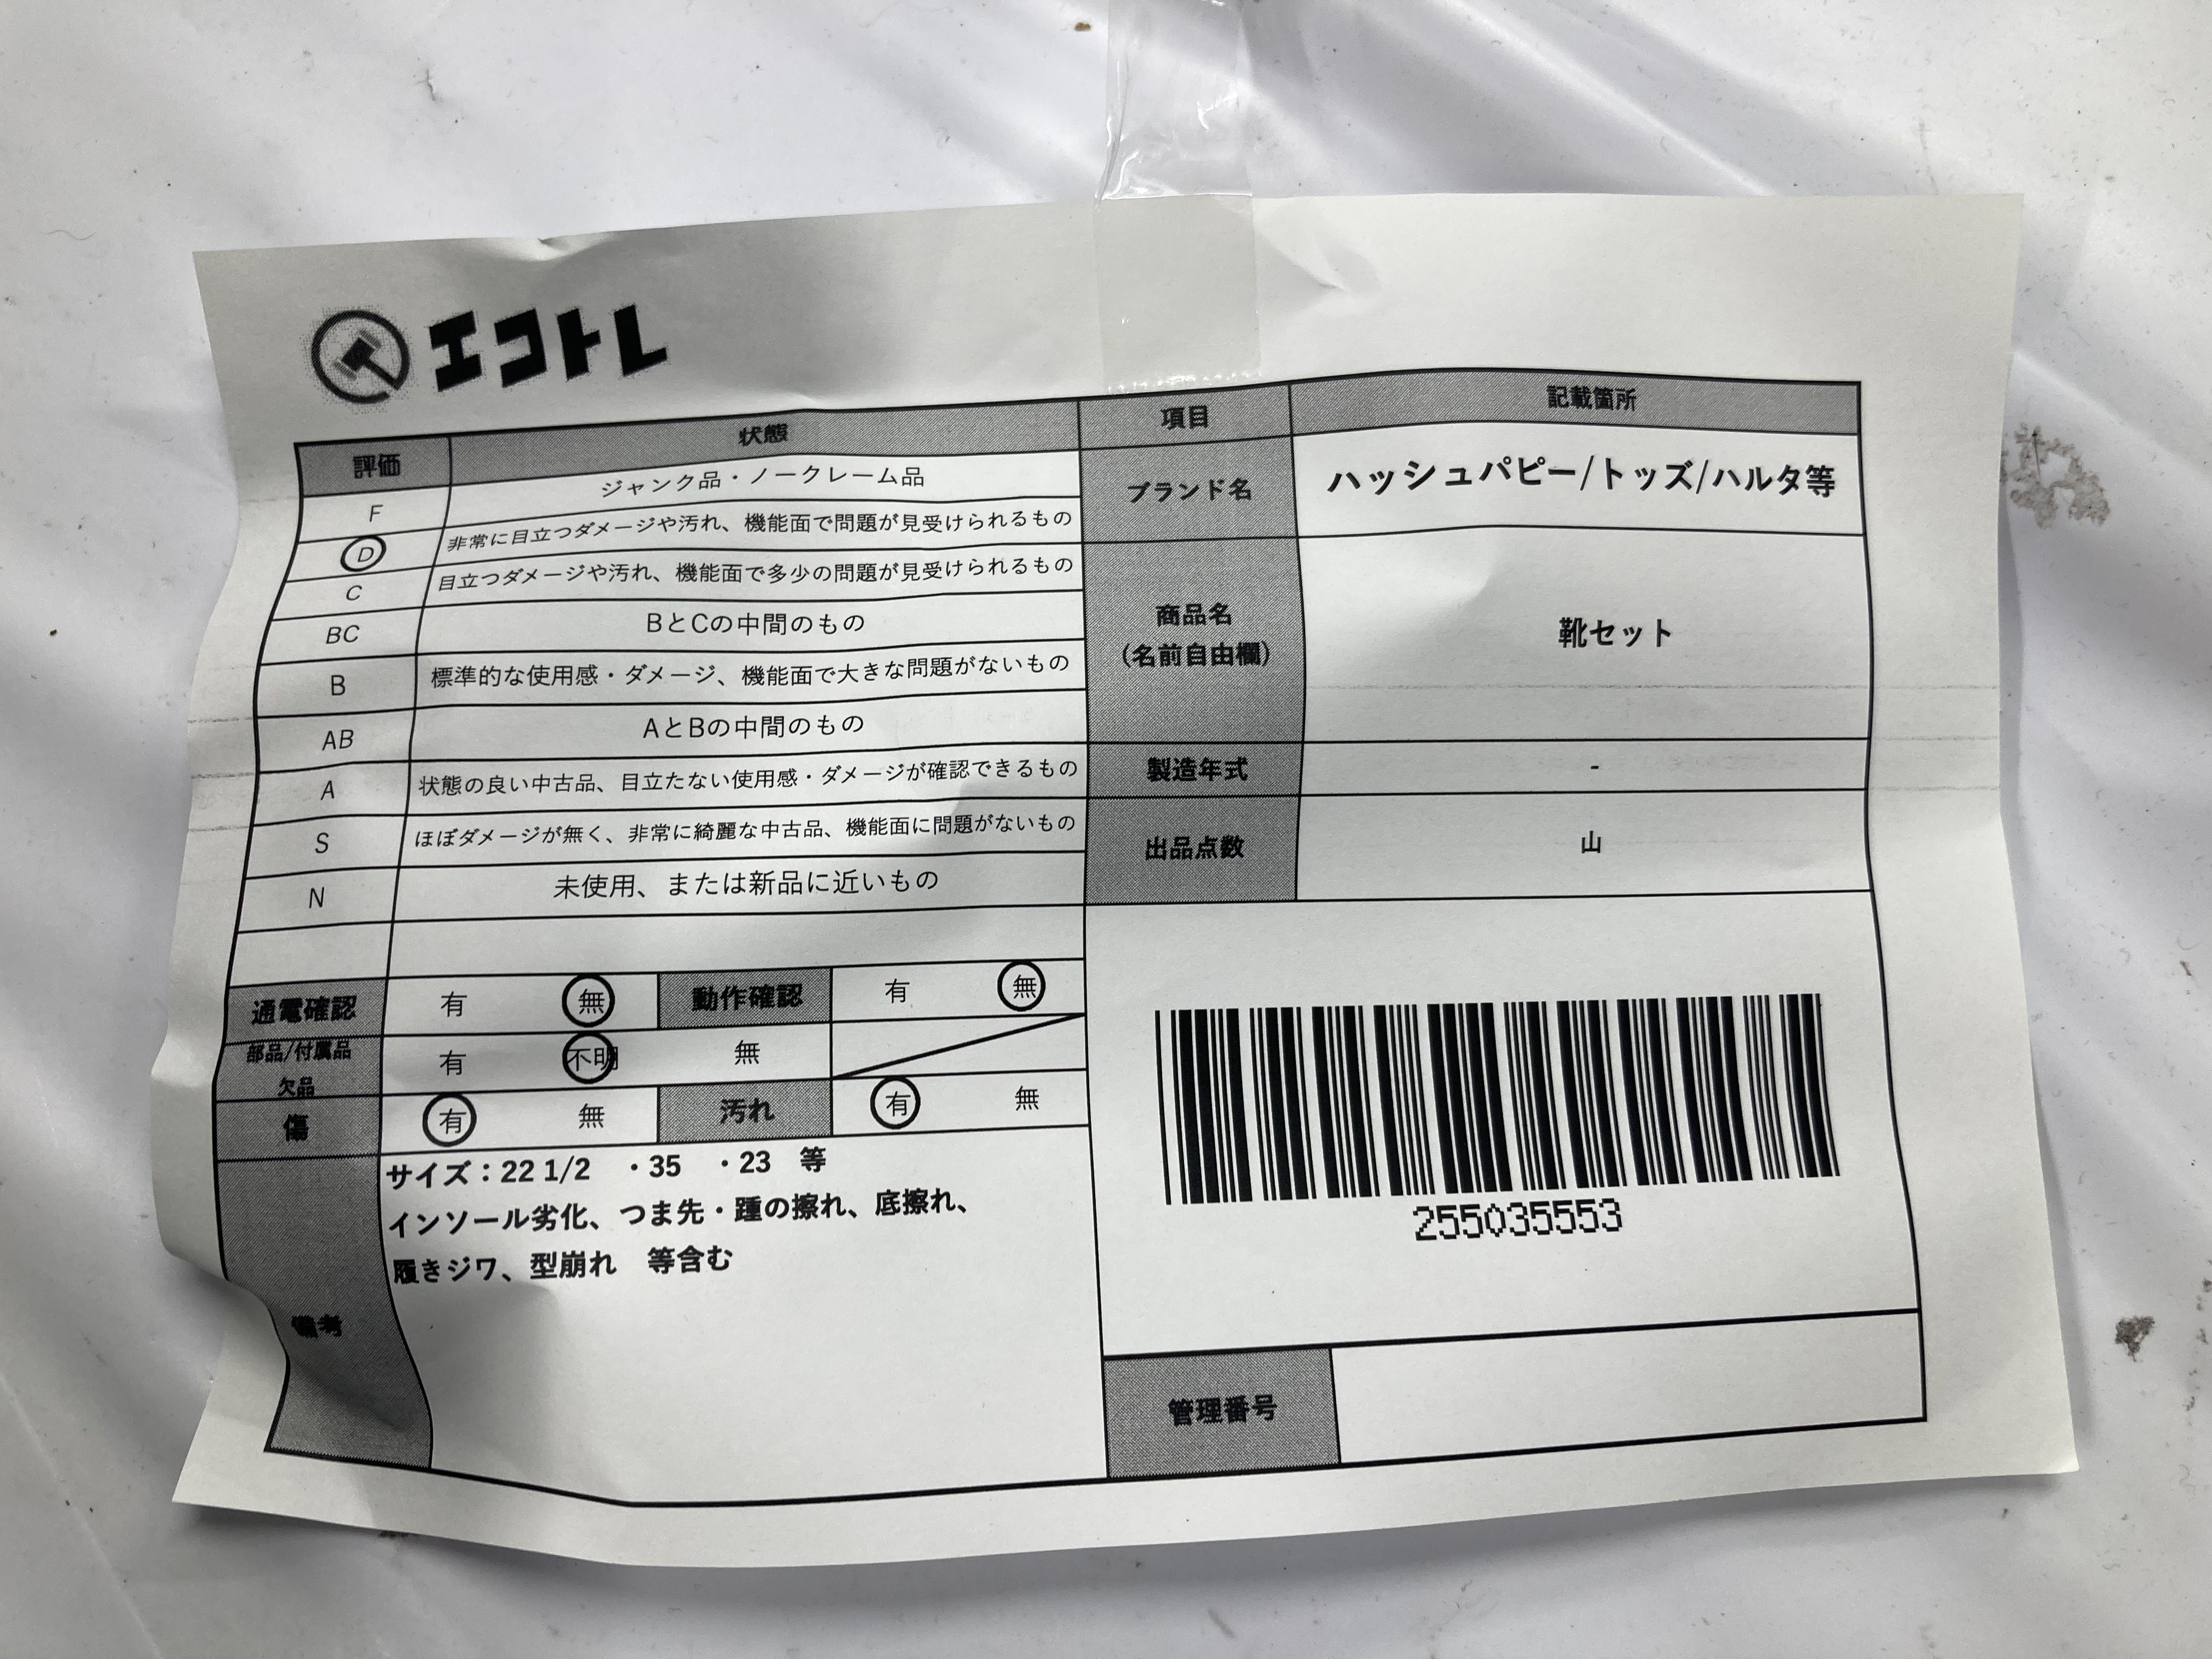 エコトレ
評価 状態
F ジャンク品・ノークレーム品
D 非常に目立つダメージや汚れ、機能面で問題が見受けられるもの
C 目立つダメージや汚れ、機能面で多少の問題が見受けられるもの
BC BとCの中間のもの
B 標準的な使用感・ダメージ、機能面で大きな問題がないもの
AB AとBの中間のもの
A 状態の良い中古品、目立たない使用感・ダメージが確認できるもの
S ほぼダメージが無く、非常に綺麗な中古品、機能面に問題がないもの
N 未使用、または新品に近いもの
通電確認 有 無 動作確認 有 無
部品/付属品
欠品 有 不明 無
傷 有 無 汚れ 有 無
備考
サイズ：22 1/2 ・35 ・23 等
インソール劣化、つま先・踵の擦れ、底擦れ、
履きジワ、型崩れ 等含む
項目 記載箇所
ブランド名 ハッシュパピー/トッズ/ハルタ等
商品名
(名前自由欄) 靴セット
製造年式 -
出品点数 山
255035553
管理番号